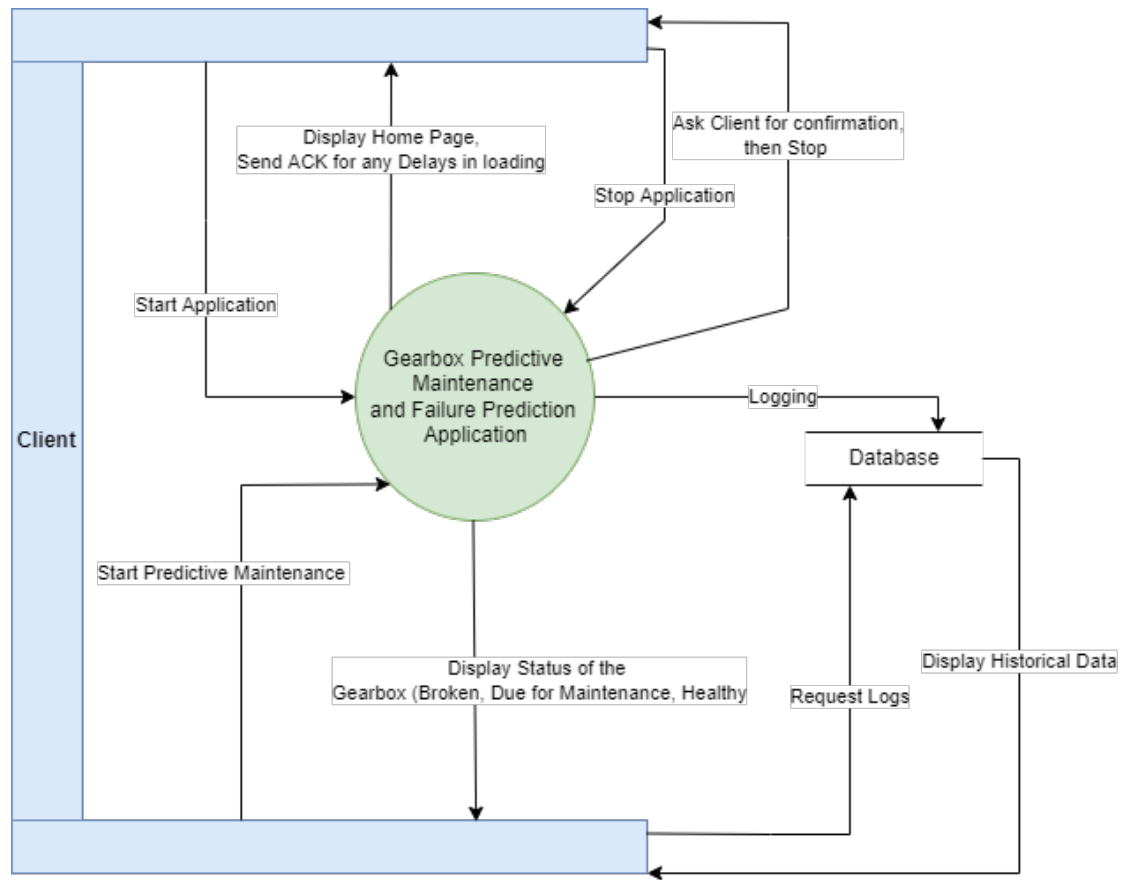 Display Home Page,
Send ACK for any Delays in loading
Ask Client for confirmation,
then Stop
Stop Application
Start Application
Gearbox Predictive
Maintenance
and Failure Prediction
Application
Logging
Client
Database
Start Predictive Maintenance
Display Status of the
Gearbox (Broken, Due for Maintenance, Healthy
Display Historical Data
Request Logs